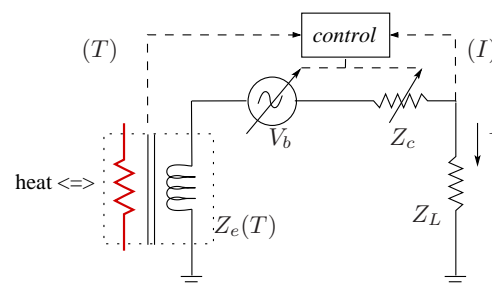 (T)
control
(I)
V_b
Z_c
heat <=>
Z_e(T)
Z_L